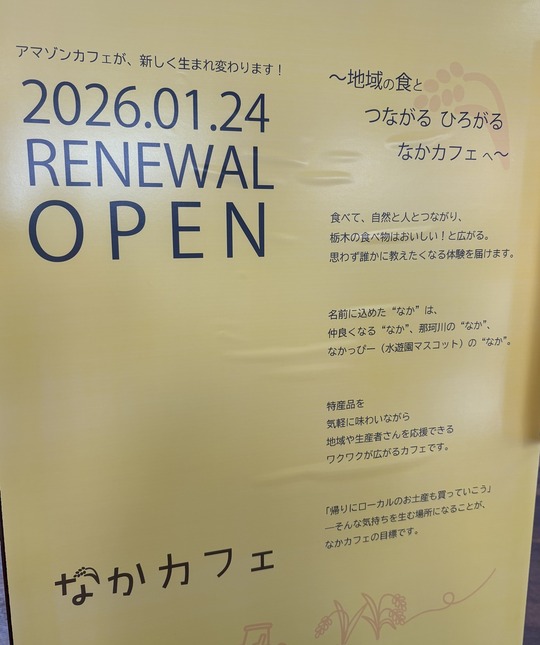 アマゾンカフェが、新しく生まれ変わります！
2026.01.24
RENEWAL
OPEN
～地域の食と
つながる ひろがる
なかカフェ へ～
食べて、自然と人とつながり、
栃木の食べ物はおいしい！と広がる。
思わず誰かに教えたくなる体験を届けます。
名前に込めた“なか”は、
仲良くなる“なか”、那珂川の“なか”、
なかっぴー（水遊園マスコット）の“なか”。
特産品を
気軽に味わいながら
地域や生産者さんを応援できる
ワクワクが広がるカフェです。
「帰りにローカルのお土産も買っていこう」
―そんな気持ちを生む場所になることが、
なかカフェの目標です。
なかカフェ